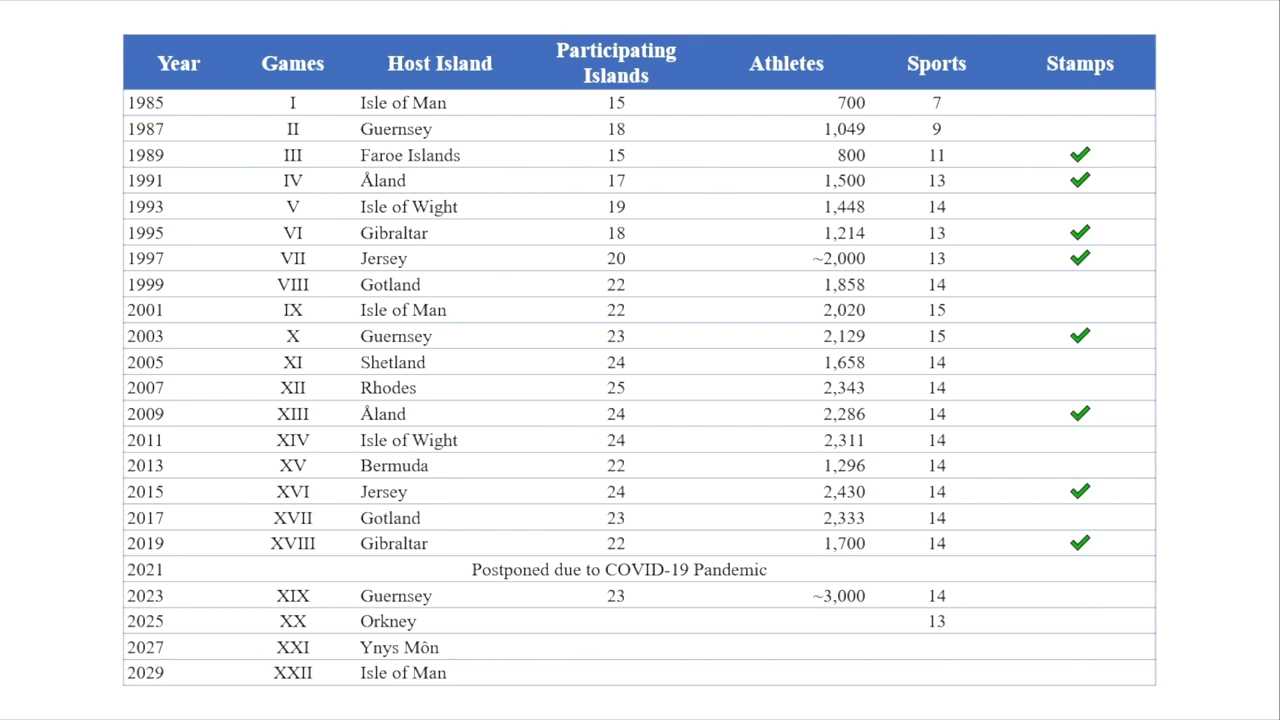 Year Games Host Island Participating Islands Athletes Sports Stamps
1985 I Isle of Man 15 700 7
1987 II Guernsey 18 1,049 9
1989 III Faroe Islands 15 800 11 ✔
1991 IV Åland 17 1,500 13 ✔
1993 V Isle of Wight 19 1,448 14
1995 VI Gibraltar 18 1,214 13 ✔
1997 VII Jersey 20 ~2,000 13 ✔
1999 VIII Gotland 22 1,858 14
2001 IX Isle of Man 22 2,020 15
2003 X Guernsey 23 2,129 15 ✔
2005 XI Shetland 24 1,658 14
2007 XII Rhodes 25 2,343 14
2009 XIII Åland 24 2,286 14 ✔
2011 XIV Isle of Wight 24 2,311 14
2013 XV Bermuda 22 1,296 14
2015 XVI Jersey 24 2,430 14 ✔
2017 XVII Gotland 23 2,333 14
2019 XVIII Gibraltar 22 1,700 14 ✔
2021 Postponed due to COVID-19 Pandemic
2023 XIX Guernsey 23 ~3,000 14
2025 XX Orkney 13
2027 XXI Ynys Môn
2029 XXII Isle of Man